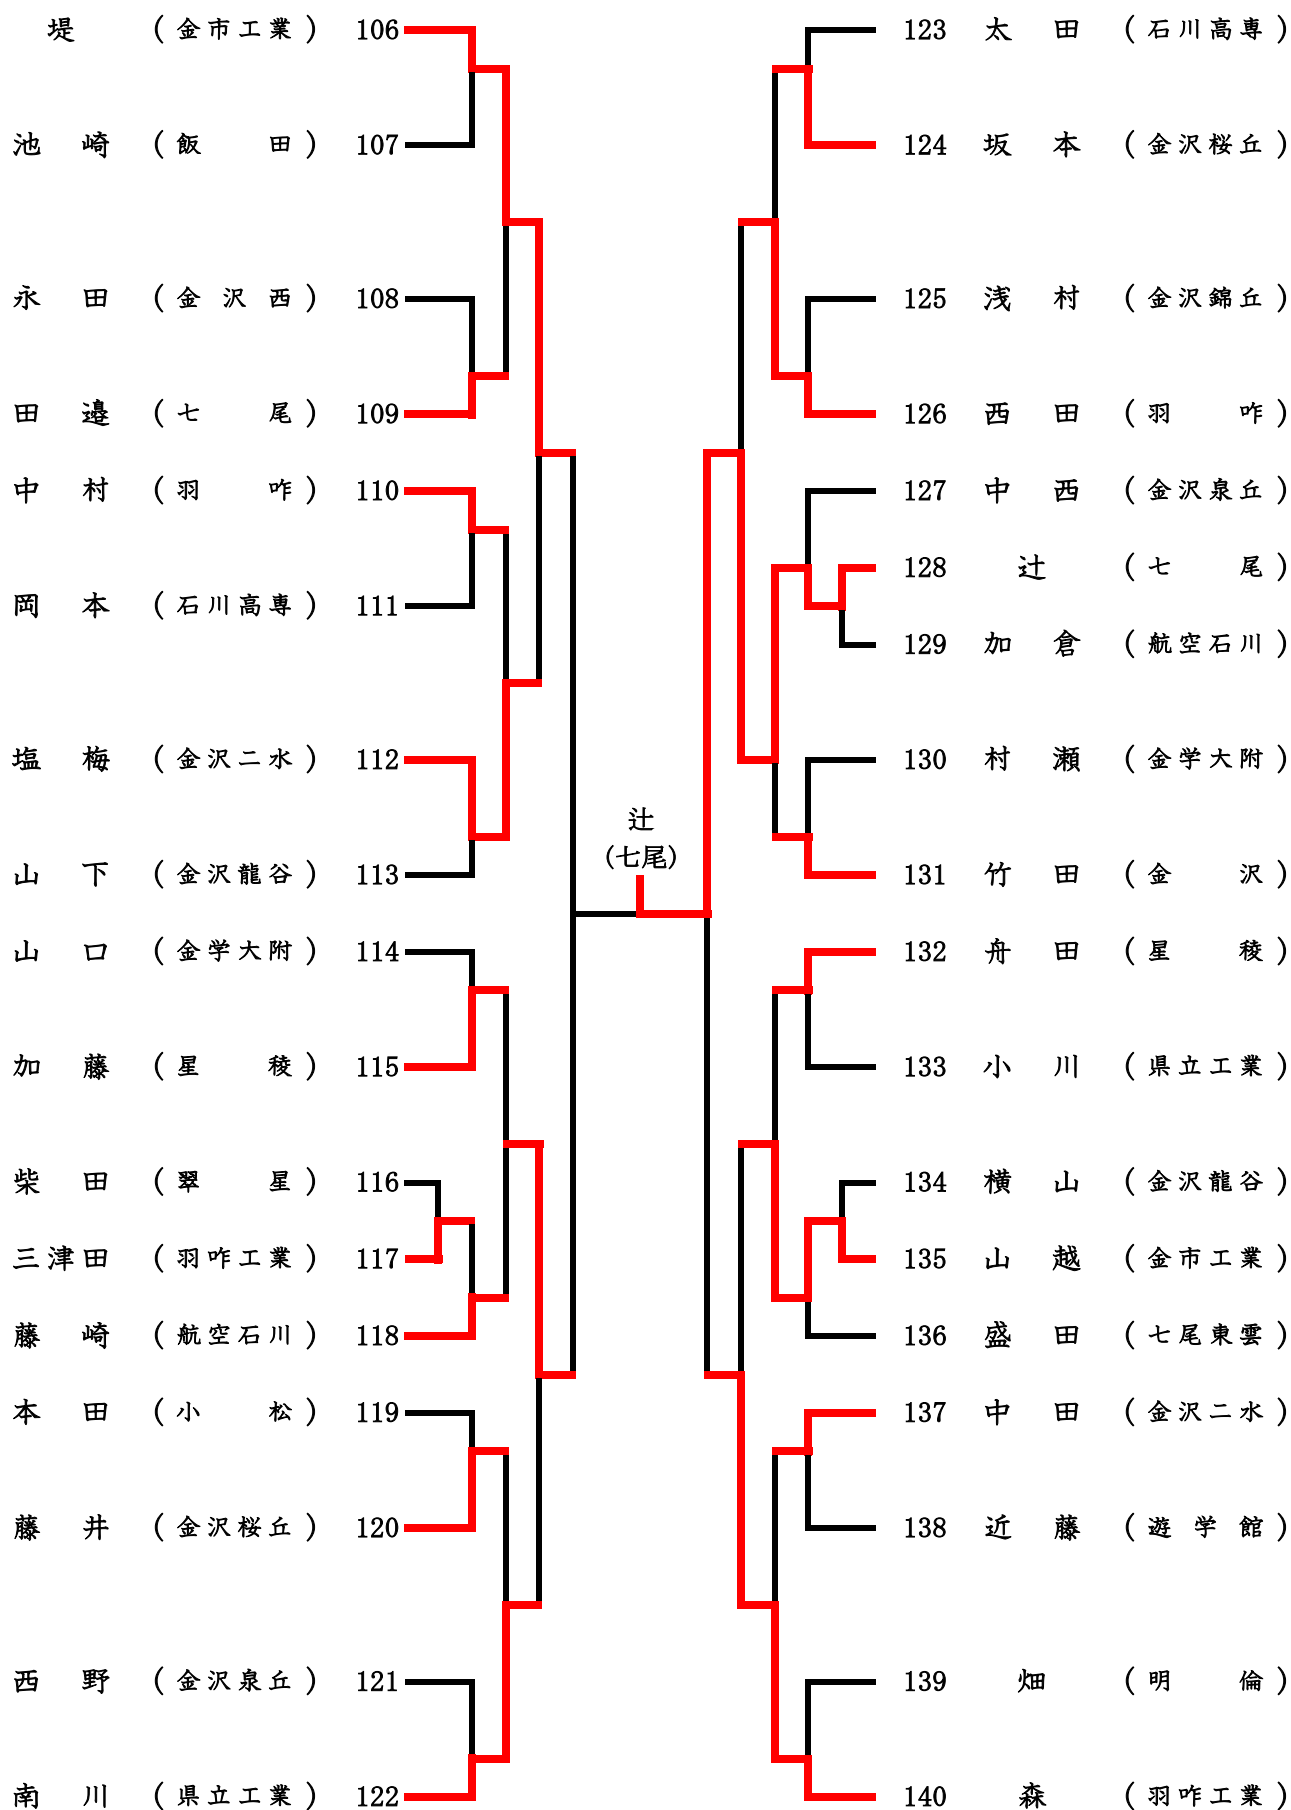 堤 (金市工業) 106
池崎 (飯田) 107
永田 (金沢西) 108
田邉 (七尾) 109
中村 (羽咋) 110
岡本 (石川高専) 111
塩梅 (金沢二水) 112
山下 (金沢龍谷) 113
山口 (金学大附) 114
加藤 (星稜) 115
柴田 (翠星) 116
三津田 (羽咋工業) 117
藤崎 (航空石川) 118
本田 (小松) 119
藤井 (金沢桜丘) 120
西野 (金沢泉丘) 121
南川 (県立工業) 122
辻
(七尾)
123 太田 (石川高専)
124 坂本 (金沢桜丘)
125 浅村 (金沢錦丘)
126 西田 (羽咋)
127 中西 (金沢泉丘)
128 辻 (七尾)
129 加倉 (航空石川)
130 村瀬 (金学大附)
131 竹田 (金沢)
132 舟田 (星稜)
133 小川 (県立工業)
134 横山 (金沢龍谷)
135 山越 (金市工業)
136 盛田 (七尾東雲)
137 中田 (金沢二水)
138 近藤 (遊学館)
139 畑 (明倫)
140 森 (羽咋工業)